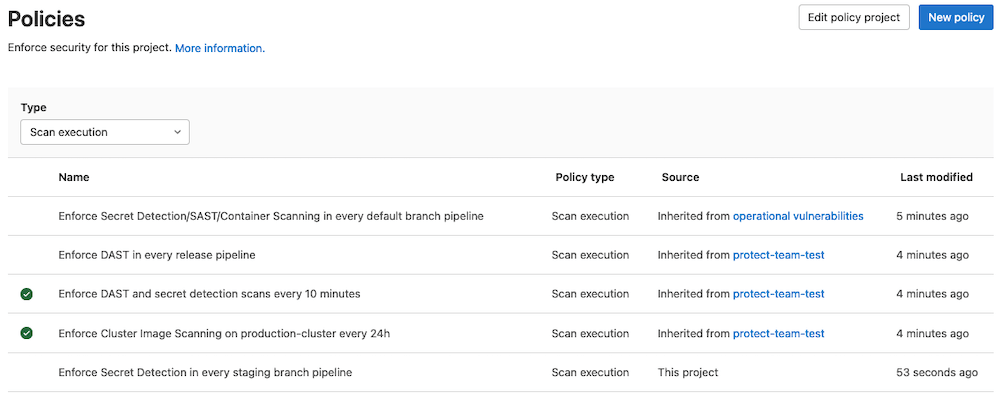 Policies
Edit policy project
New policy
Enforce security for this project. More information.
Type
Scan execution
Name Policy type Source Last modified
Enforce Secret Detection/SAST/Container Scanning in every default branch pipeline Scan execution Inherited from operational vulnerabilities 5 minutes ago
Enforce DAST in every release pipeline Scan execution Inherited from protect-team-test 4 minutes ago
Enforce DAST and secret detection scans every 10 minutes Scan execution Inherited from protect-team-test 4 minutes ago
Enforce Cluster Image Scanning on production-cluster every 24h Scan execution Inherited from protect-team-test 4 minutes ago
Enforce Secret Detection in every staging branch pipeline Scan execution This project 53 seconds ago